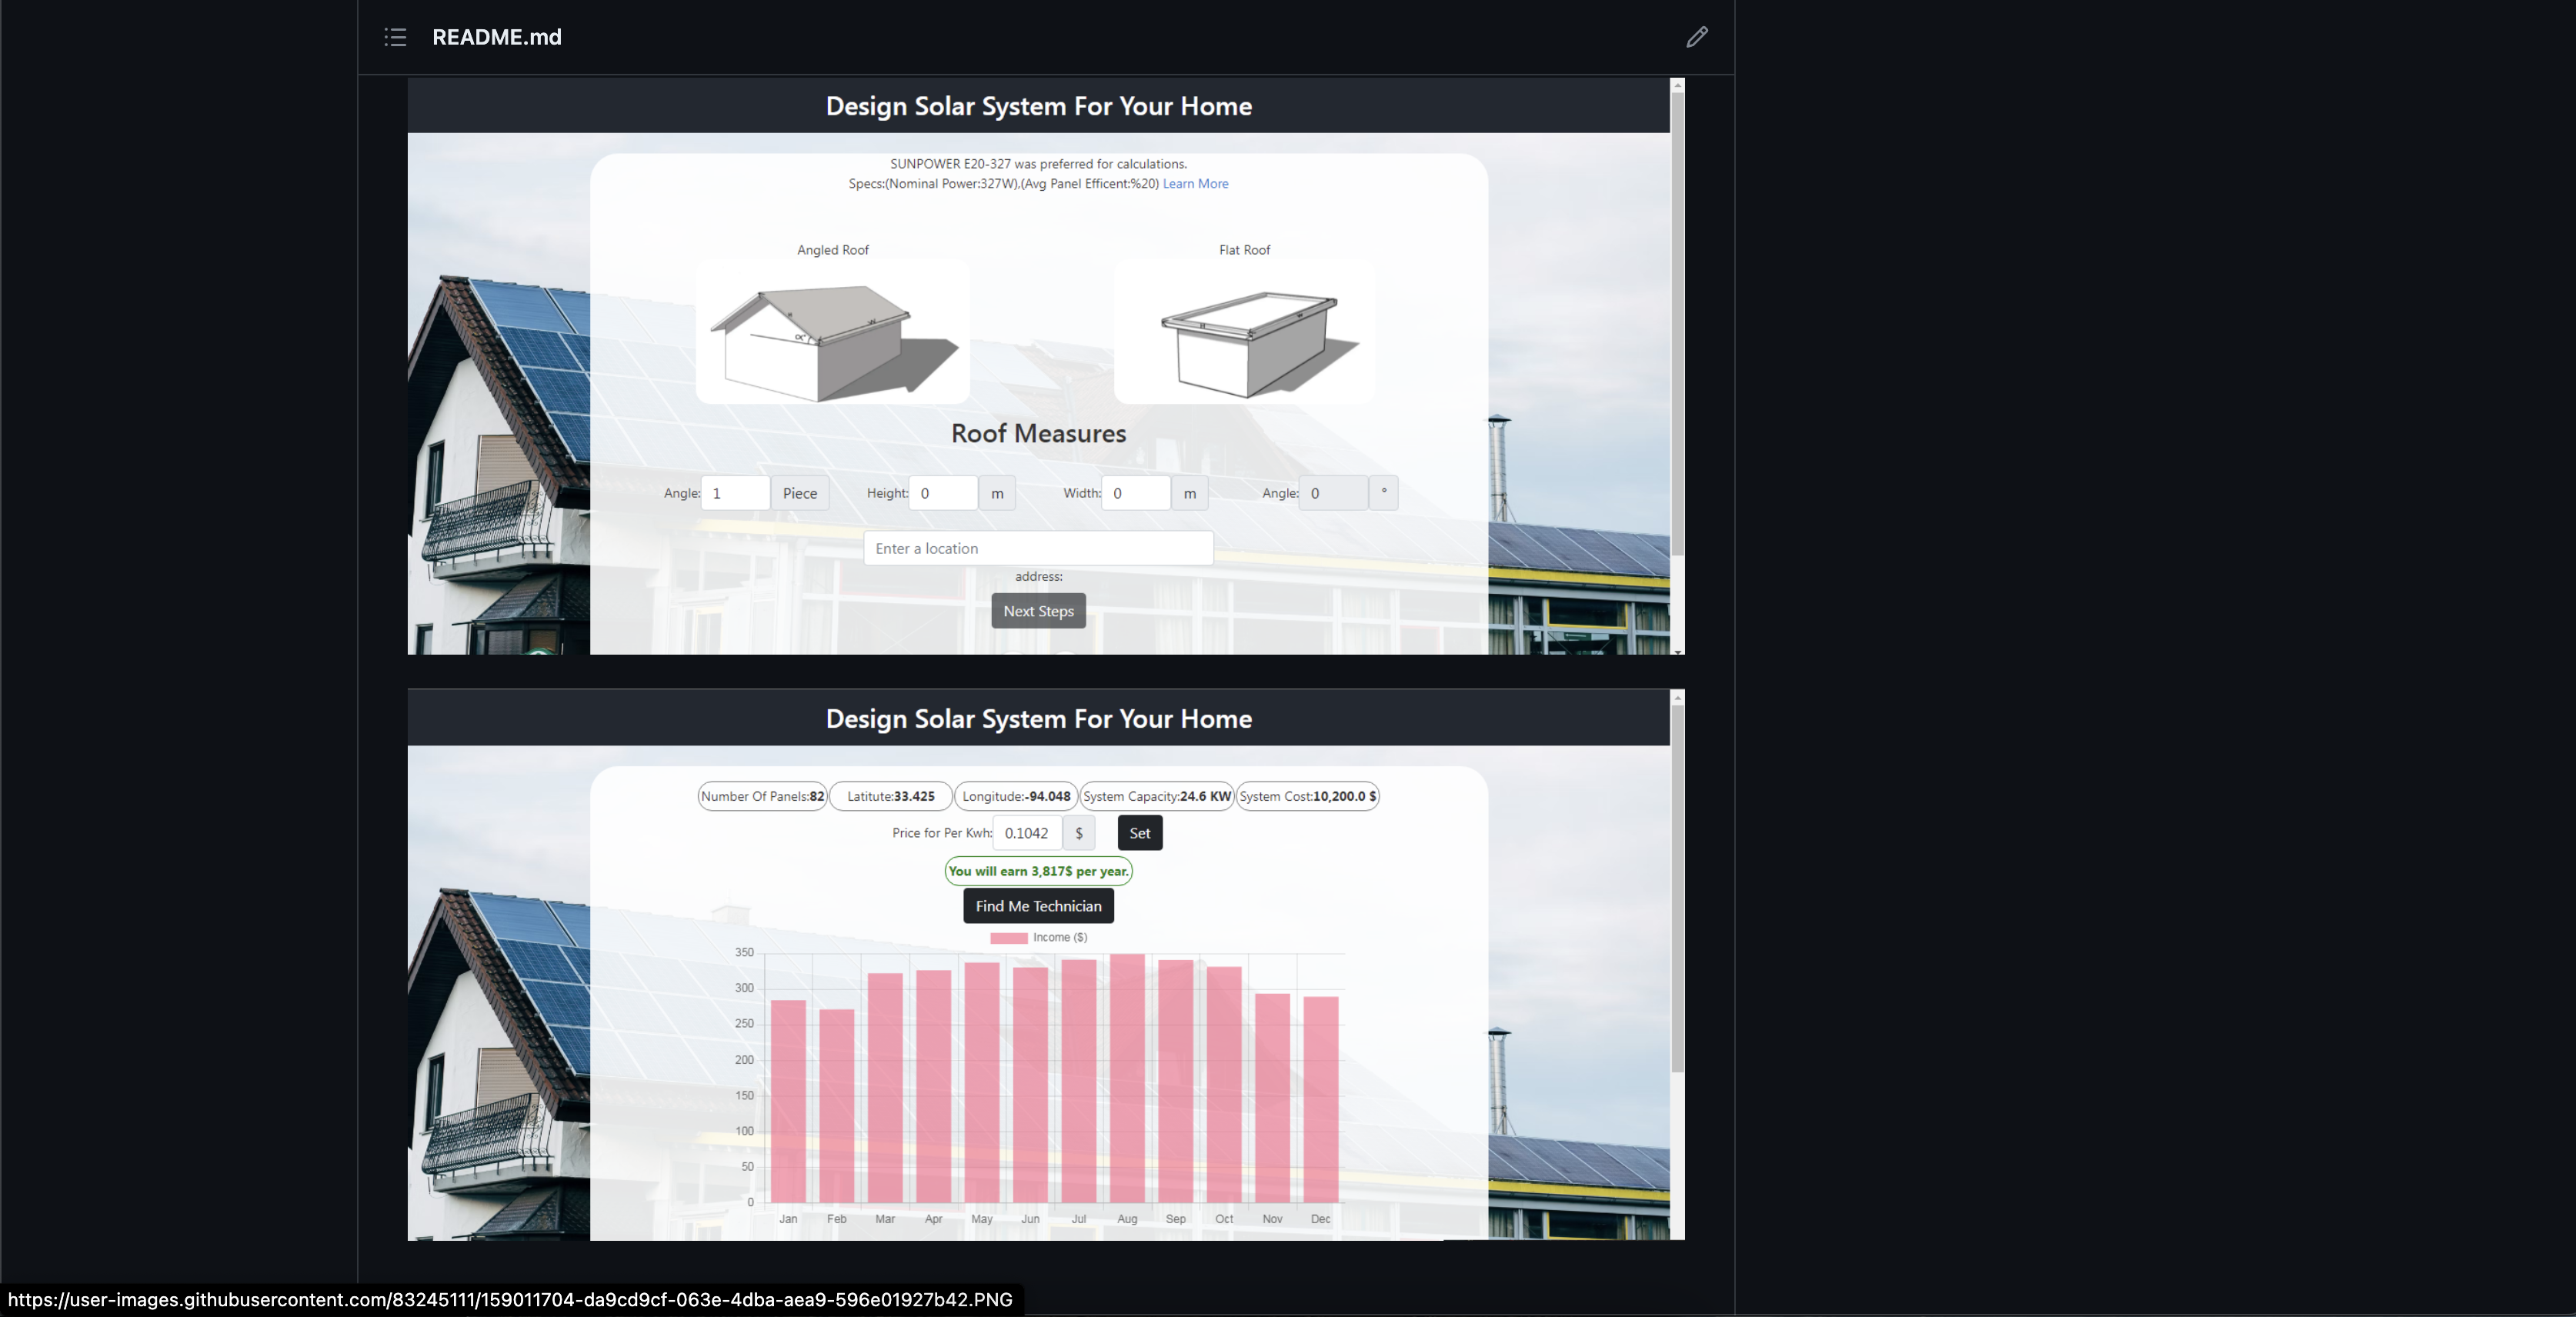 README.md
Design Solar System For Your Home
SUNPOWER E20-327 was preferred for calculations.
Specs:(Nominal Power:327W),(Avg Panel Efficent:%20) Learn More
Angled Roof
Flat Roof
Roof Measures
Angle: 1 Piece Height: 0 m Width: 0 m Angle: 0 °
Enter a location
address:
Next Steps
Design Solar System For Your Home
Number Of Panels:82 Latitute:33.425 Longitude:-94.048 System Capacity:24.6 KW System Cost:10,200.0 $
Price for Per Kwh: 0.1042 $ Set
You will earn 3,817$ per year.
Find Me Technician
Income ($)
350
300
250
200
150
100
50
0
Jan Feb Mar Apr May Jun Jul Aug Sep Oct Nov Dec
https://user-images.githubusercontent.com/83245111/159011704-da9cd9cf-063e-4dba-aea9-596e01927b42.PNG